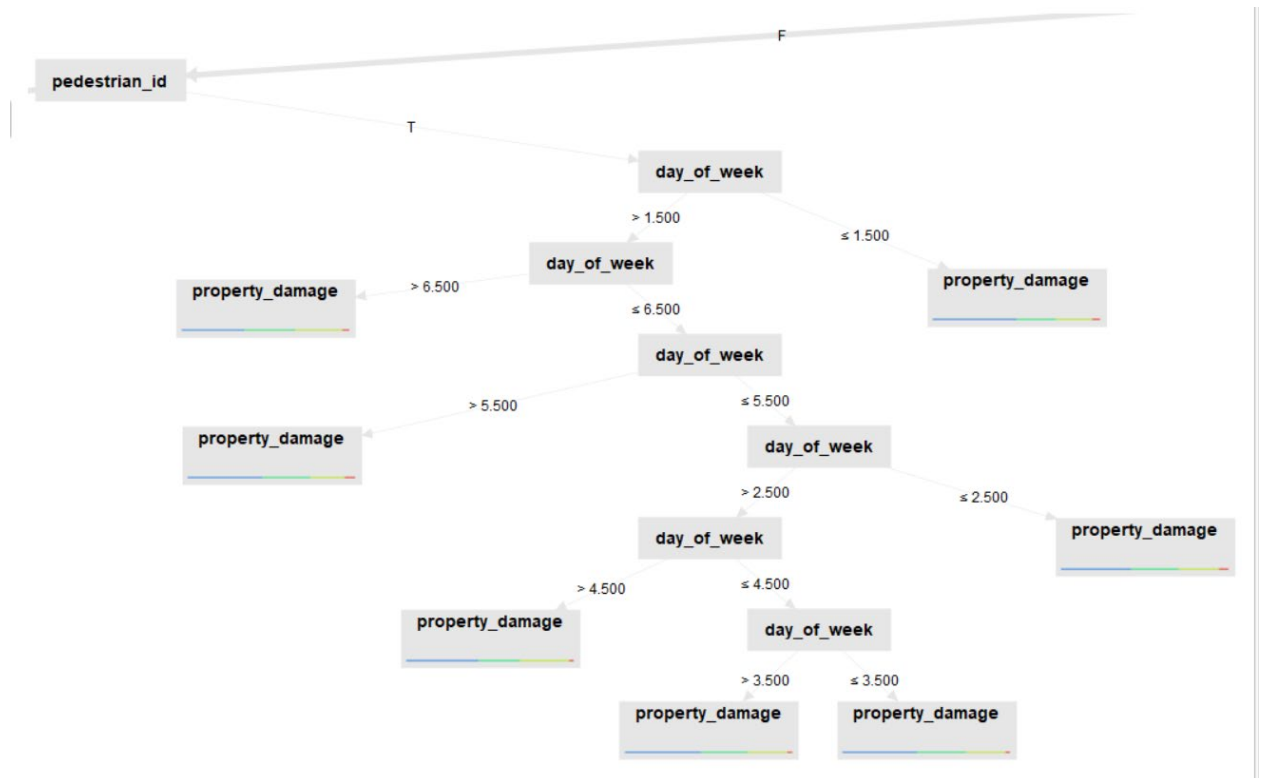 F
pedestrian_id
T
day_of_week
> 1.500
≤ 1.500
day_of_week
property_damage
property_damage
> 6.500
≤ 6.500
day_of_week
> 5.500
≤ 5.500
property_damage
day_of_week
> 2.500
≤ 2.500
day_of_week
property_damage
> 4.500
≤ 4.500
property_damage
day_of_week
> 3.500
≤ 3.500
property_damage
property_damage